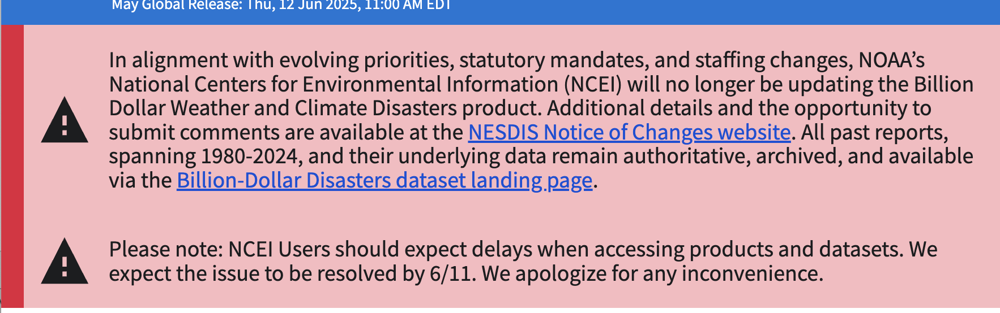 May Global Release: Thu, 12 Jun 2025, 11:00 AM EDT
In alignment with evolving priorities, statutory mandates, and staffing changes, NOAA’s
National Centers for Environmental Information (NCEI) will no longer be updating the Billion
Dollar Weather and Climate Disasters product. Additional details and the opportunity to
submit comments are available at the NESDIS Notice of Changes website. All past reports,
spanning 1980-2024, and their underlying data remain authoritative, archived, and available
via the Billion-Dollar Disasters dataset landing page.
Please note: NCEI Users should expect delays when accessing products and datasets. We
expect the issue to be resolved by 6/11. We apologize for any inconvenience.